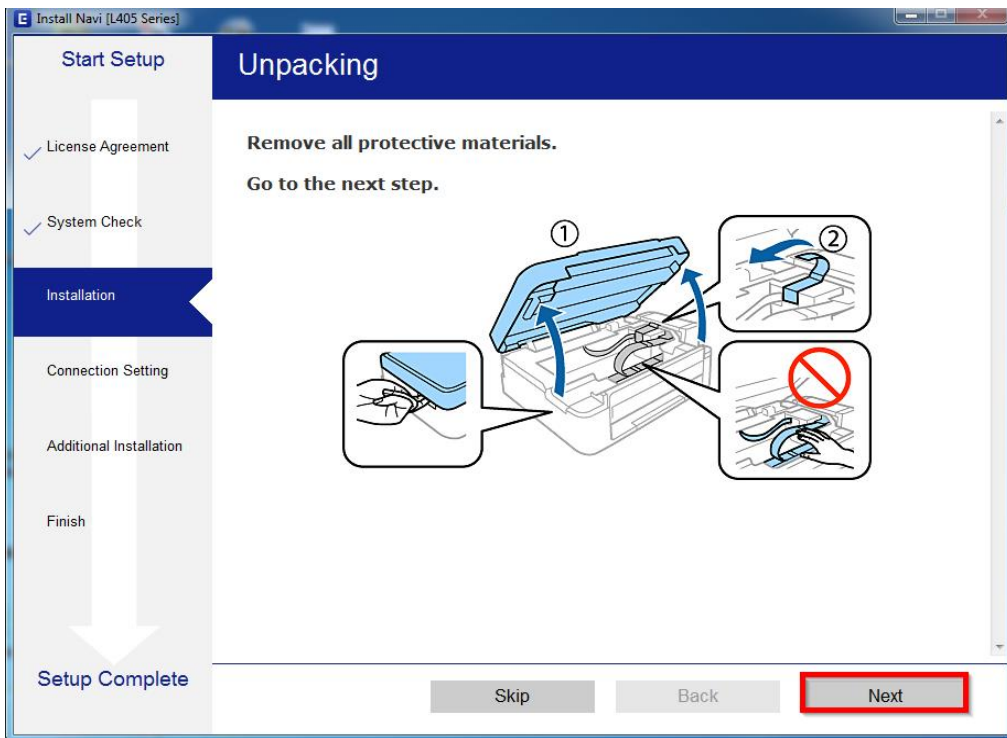 E Install Navi [L405 Series]
Start Setup
License Agreement
System Check
Installation
Connection Setting
Additional Installation
Finish
Setup Complete
Unpacking
Remove all protective materials.
Go to the next step.
①
②
Skip
Back
Next